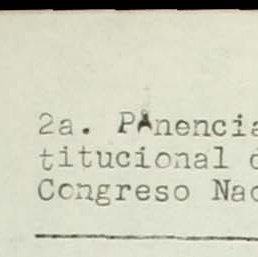 2a. PAnencia
titucional d
Congreso Nac